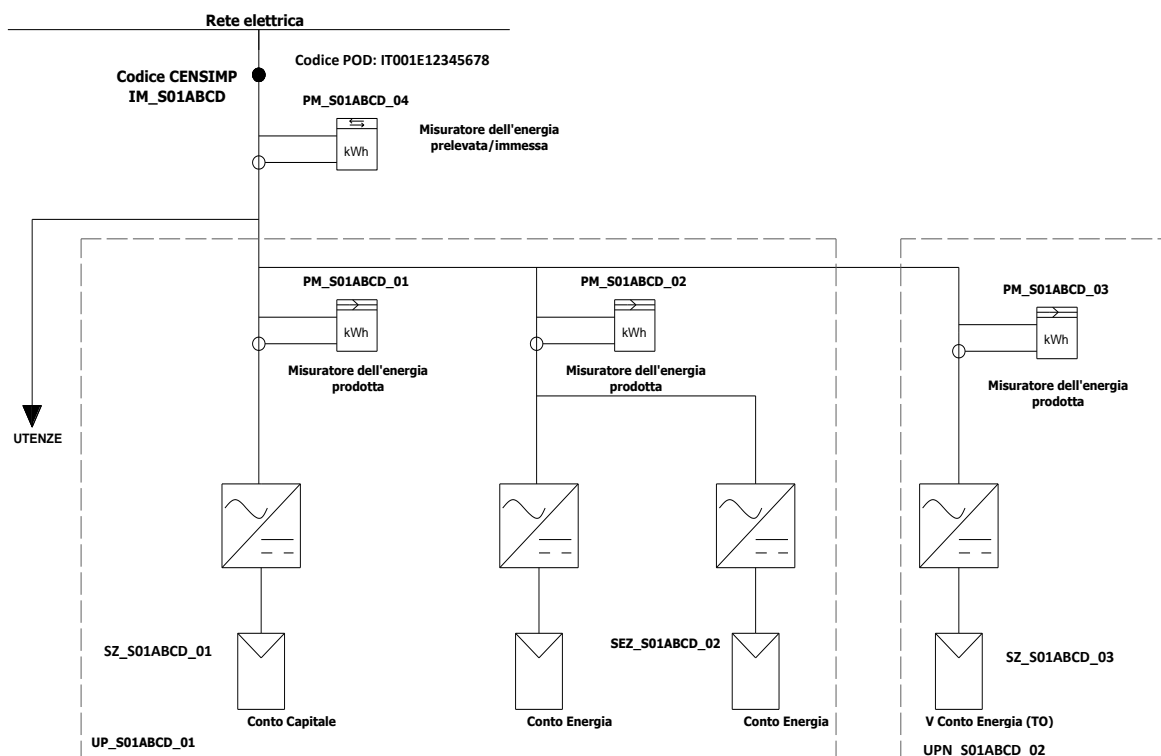 Rete elettrica
Codice POD: IT001E12345678
Codice CENSIMP
IM_S01ABCD
PM_S01ABCD_04
kWh
Misuratore dell'energia
prelevata/immessa
PM_S01ABCD_01
kWh
Misuratore dell'energia
prodotta
PM_S01ABCD_02
kWh
Misuratore dell'energia
prodotta
PM_S01ABCD_03
kWh
Misuratore dell'energia
prodotta
UTENZE
SZ_S01ABCD_01
Conto Capitale
Conto Energia
SEZ_S01ABCD_02
Conto Energia
SZ_S01ABCD_03
V Conto Energia (TO)
UP_S01ABCD_01
UPN_S01ABCD_02